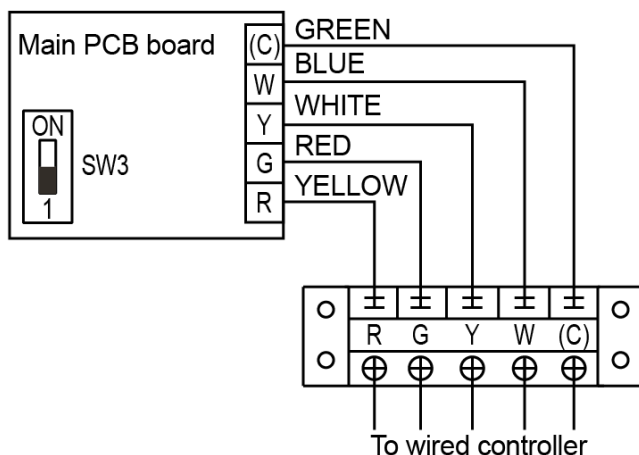 Main PCB board
ON
SW3
1
(C)
W
Y
G
R
GREEN
BLUE
WHITE
RED
YELLOW
R G Y W (C)
To wired controller